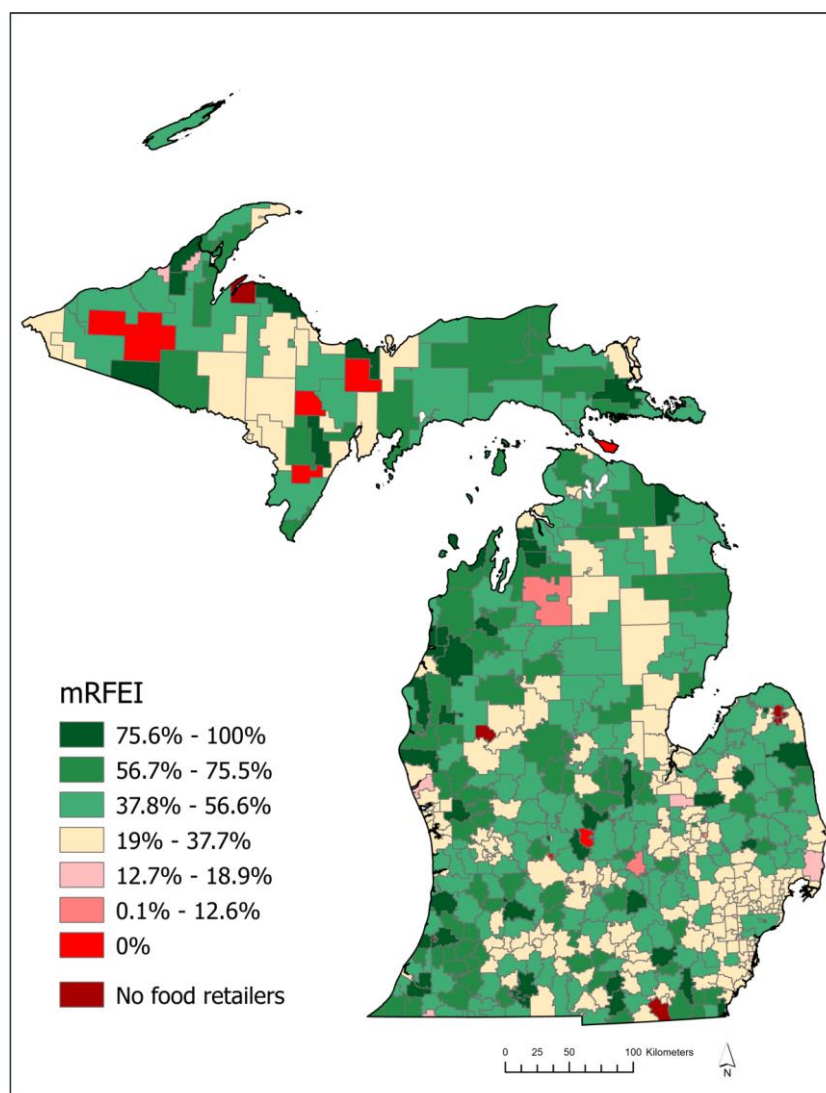 mRFEI
75.6% - 100%
56.7% - 75.5%
37.8% - 56.6%
19% - 37.7%
12.7% - 18.9%
0.1% - 12.6%
0%
No food retailers
0 25 50 100 Kilometers
N